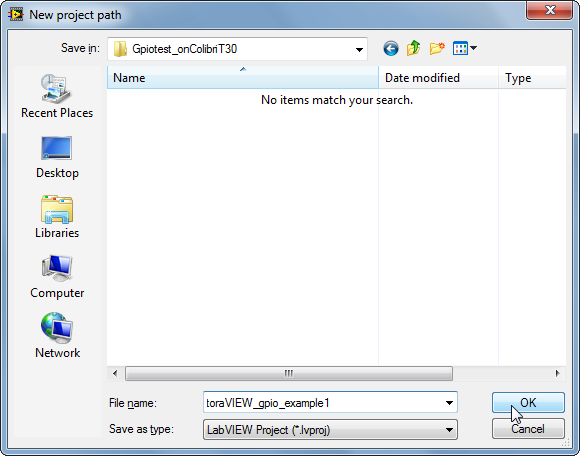 New project path
Save in: Gpiotest_onColibriT30
Name Date modified Type
No items match your search.
Recent Places
Desktop
Libraries
Computer
Network
File name: toraVIEW_gpio_example1 OK
Save as type: LabVIEW Project (*.lvproj) Cancel